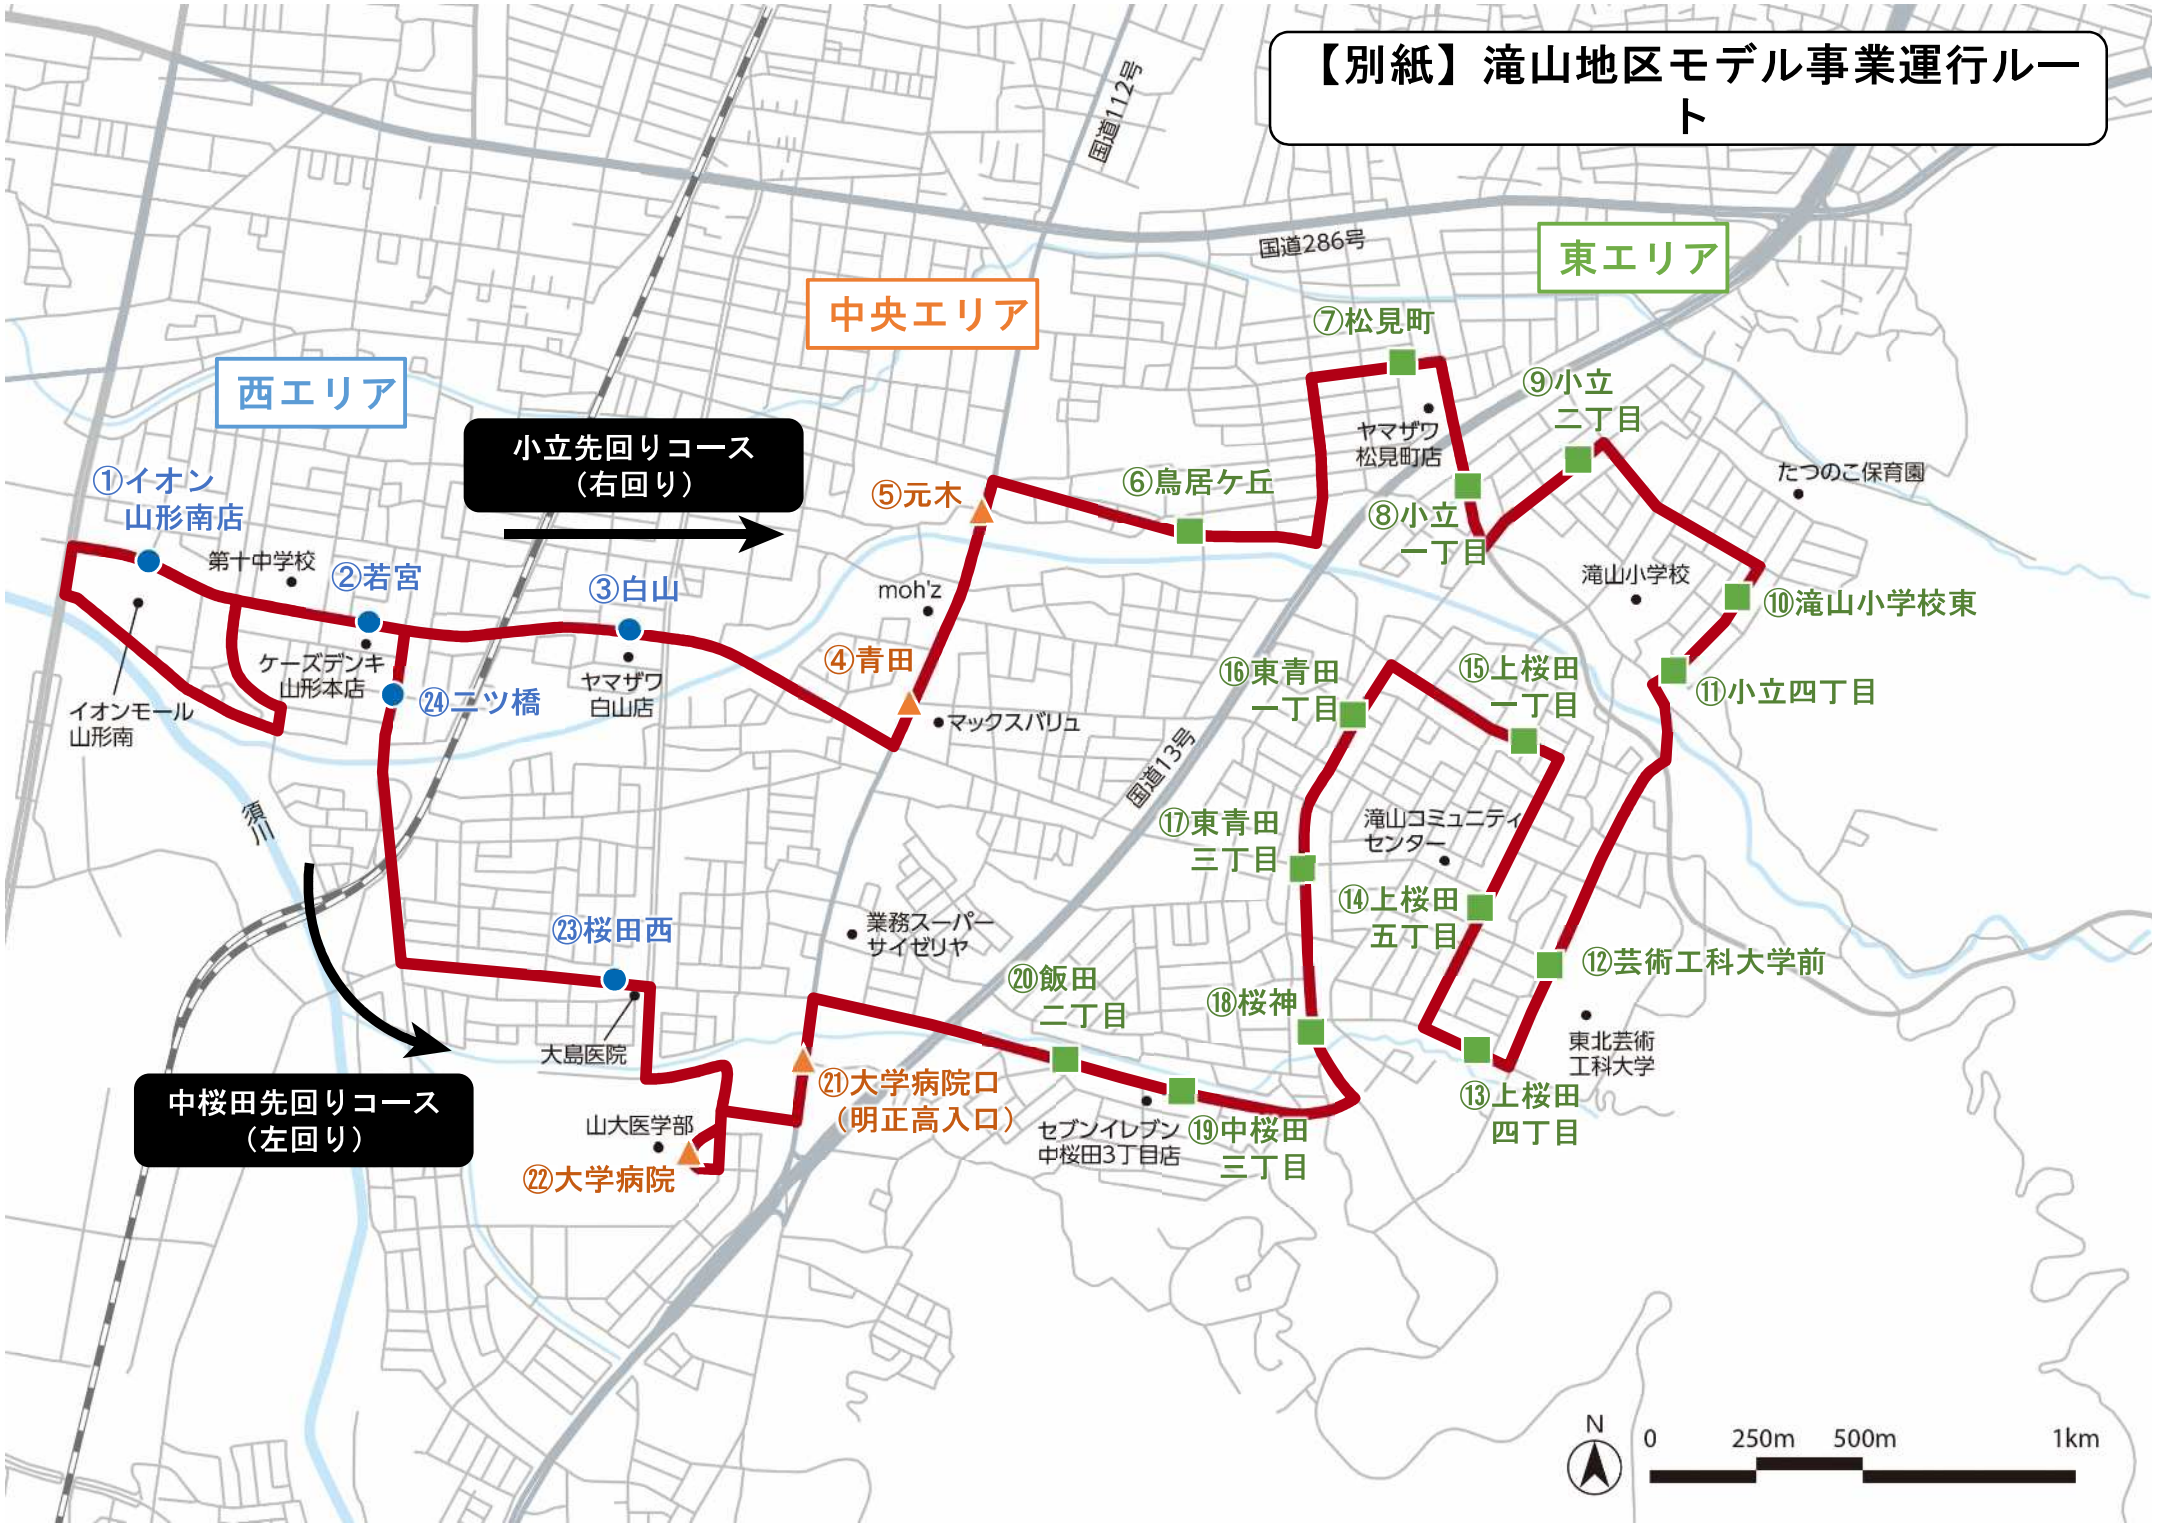 【別紙】滝山地区モデル事業運行ルー
ト
国道112号
国道286号
東エリア
中央エリア
西エリア
⑦松見町
⑨小立
二丁目
ヤマザワ
松見町店
小立先回りコース
（右回り）
①イオン
山形南店
⑤元木
⑥鳥居ケ丘
⑧小立
一丁目
たつのこ保育園
第十中学校
②若宮
③白山
moh'z
滝山小学校
⑩滝山小学校東
ケーズデンキ
山形本店
ヤマザワ
白山店
④青田
⑯東青田
一丁目
⑮上桜田
一丁目
⑪小立四丁目
イオンモール
山形南
㉔二ツ橋
マックスバリュ
国道13号
須川
⑰東青田
三丁目
滝山コミュニティ
センター
⑭上桜田
五丁目
㉓桜田西
業務スーパー
サイゼリヤ
⑫芸術工科大学前
⑳飯田
二丁目
⑱桜神
大島医院
東北芸術
工科大学
中桜田先回りコース
（左回り）
㉑大学病院口
（明正高入口）
⑬上桜田
四丁目
山大医学部
㉒大学病院
セブンイレブン
中桜田3丁目店
⑲中桜田
三丁目
N
0 250m 500m 1km